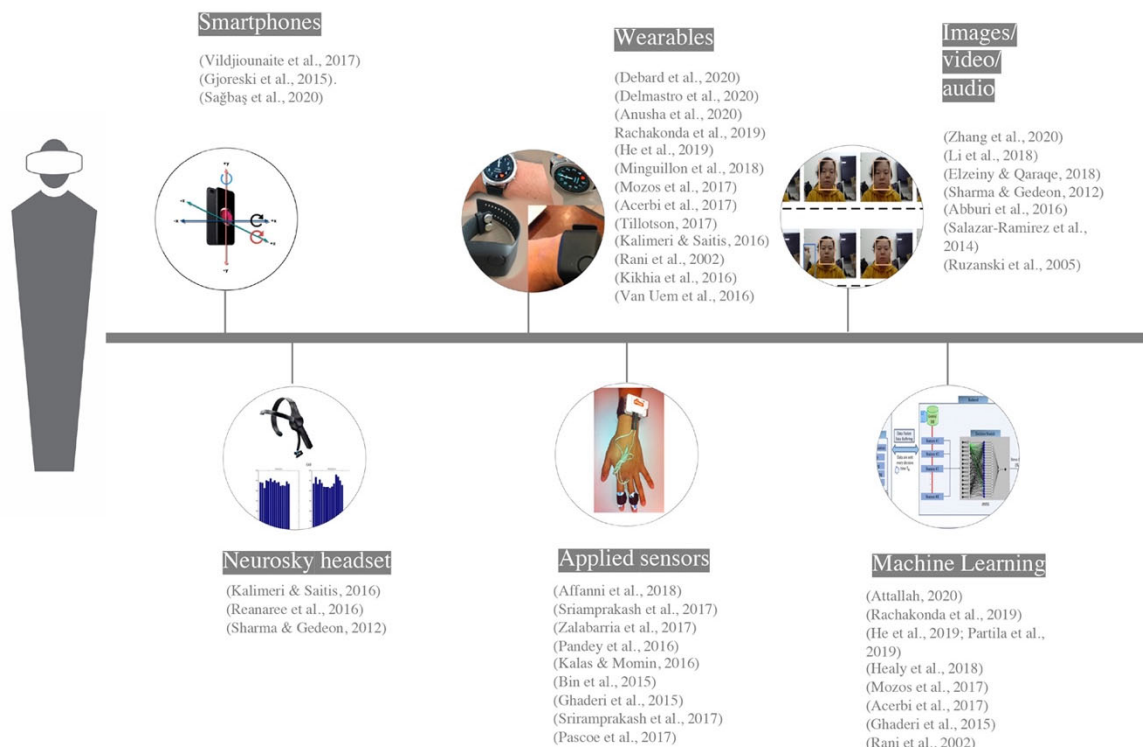 Smartphones
(Vildjiounaite et al., 2017)
(Gjoreski et al., 2015).
(Sağbaş et al., 2020)
Wearables
(Debard et al., 2020)
(Delmastro et al., 2020)
(Anusha et al., 2020)
Rachakonda et al., 2019)
(He et al., 2019)
(Minguillon et al., 2018)
(Mozos et al., 2017)
(Acerbi et al., 2017)
(Tillotson, 2017)
(Kalimeri & Saitis, 2016)
(Rani et al., 2002)
(Kikhia et al., 2016)
(Van Uem et al., 2016)
Images/
video/
audio
(Zhang et al., 2020)
(Li et al., 2018)
(Elzeiny & Qaraqe, 2018)
(Sharma & Gedeon, 2012)
(Abburi et al., 2016)
(Salazar-Ramirez et al.,
2014)
(Ruzanski et al., 2005)
Neurosky headset
(Kalimeri & Saitis, 2016)
(Reanaree et al., 2016)
(Sharma & Gedeon, 2012)
Applied sensors
(Affanni et al., 2018)
(Sriamprakash et al., 2017)
(Zalabarria et al., 2017)
(Pandey et al., 2016)
(Kalas & Momin, 2016)
(Bin et al., 2015)
(Ghaderi et al., 2015)
(Sriramprakash et al., 2017)
(Pascoe et al., 2017)
Machine Learning
(Attallah, 2020)
(Rachakonda et al., 2019)
(He et al., 2019; Partila et al.,
2019)
(Healy et al., 2018)
(Mozos et al., 2017)
(Acerbi et al., 2017)
(Ghaderi et al., 2015)
(Rani et al., 2002)